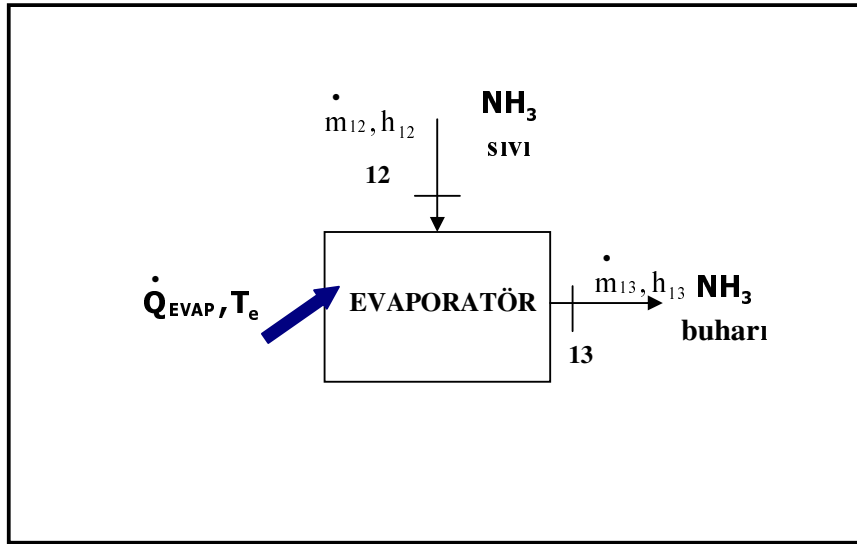 ṁ₁₂, h₁₂
NH₃
sıvı
12
Q̇EVAP, Tₑ
EVAPORATÖR
ṁ₁₃, h₁₃
NH₃
buharı
13